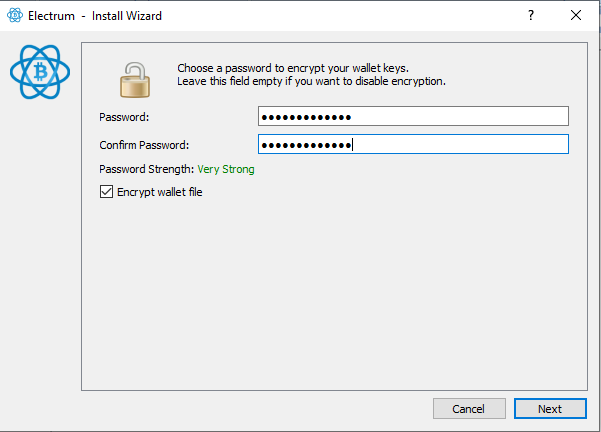 Electrum - Install Wizard
Choose a password to encrypt your wallet keys.
Leave this field empty if you want to disable encryption.
Password: ●●●●●●●●●●●●●
Confirm Password: ●●●●●●●●●●●●●
Password Strength: Very Strong
Encrypt wallet file
Cancel Next